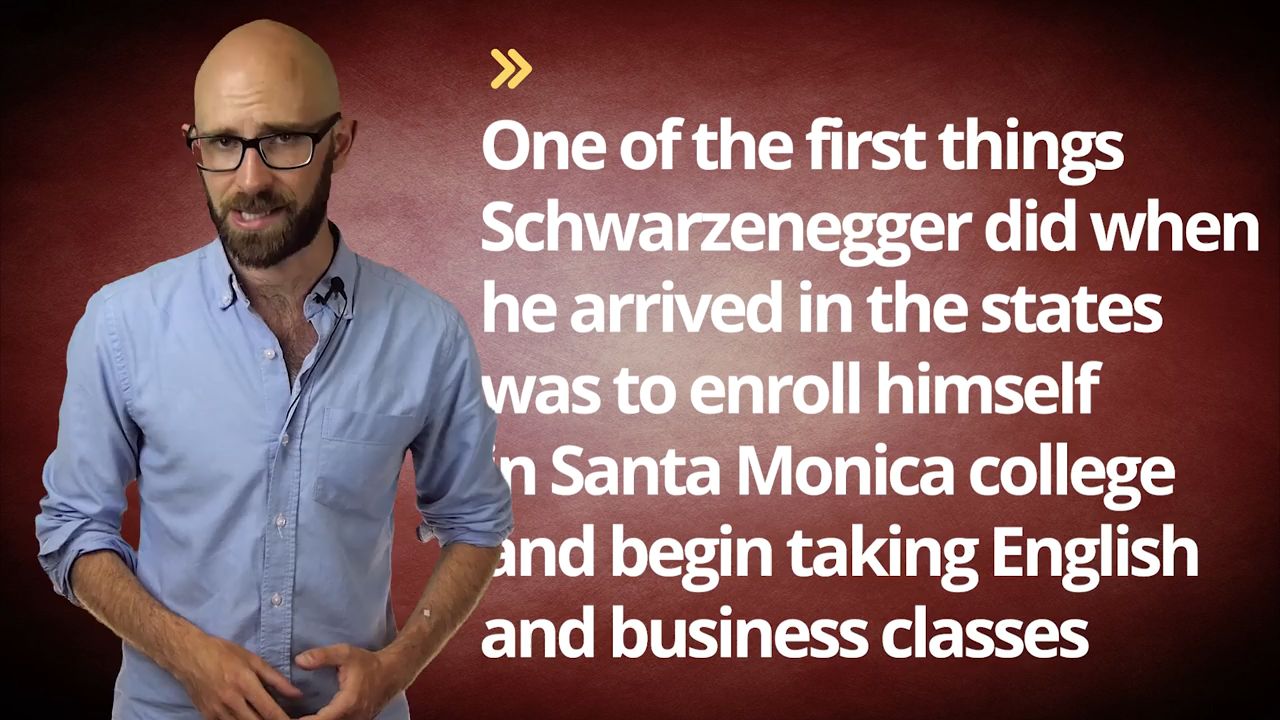 One of the first things
Schwarzenegger did when
he arrived in the states
was to enroll himself
in Santa Monica college
and begin taking English
and business classes